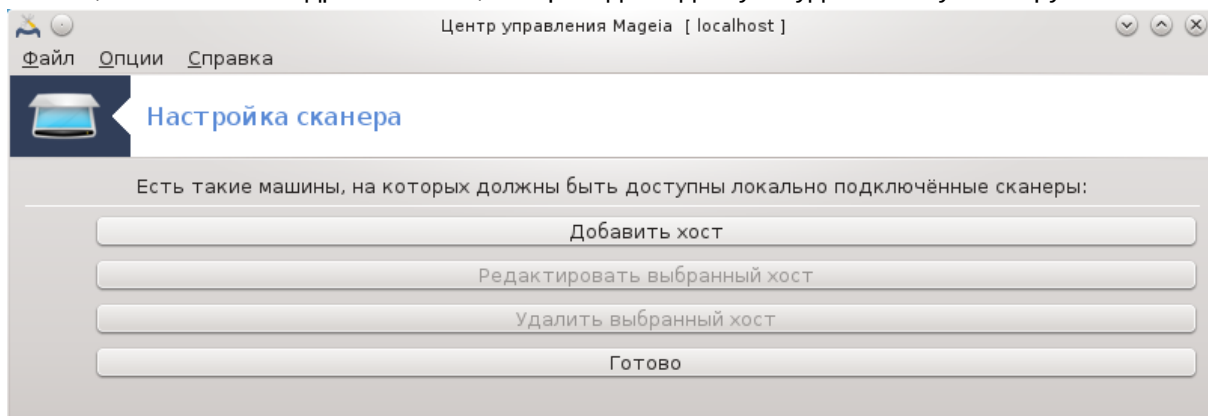 Центр управления Mageia [ localhost ]
Файл Опции Справка
Настройка сканера
Есть такие машины, на которых должны быть доступны локально подключённые сканеры:
Добавить хост
Редактировать выбранный хост
Удалить выбранный хост
Готово